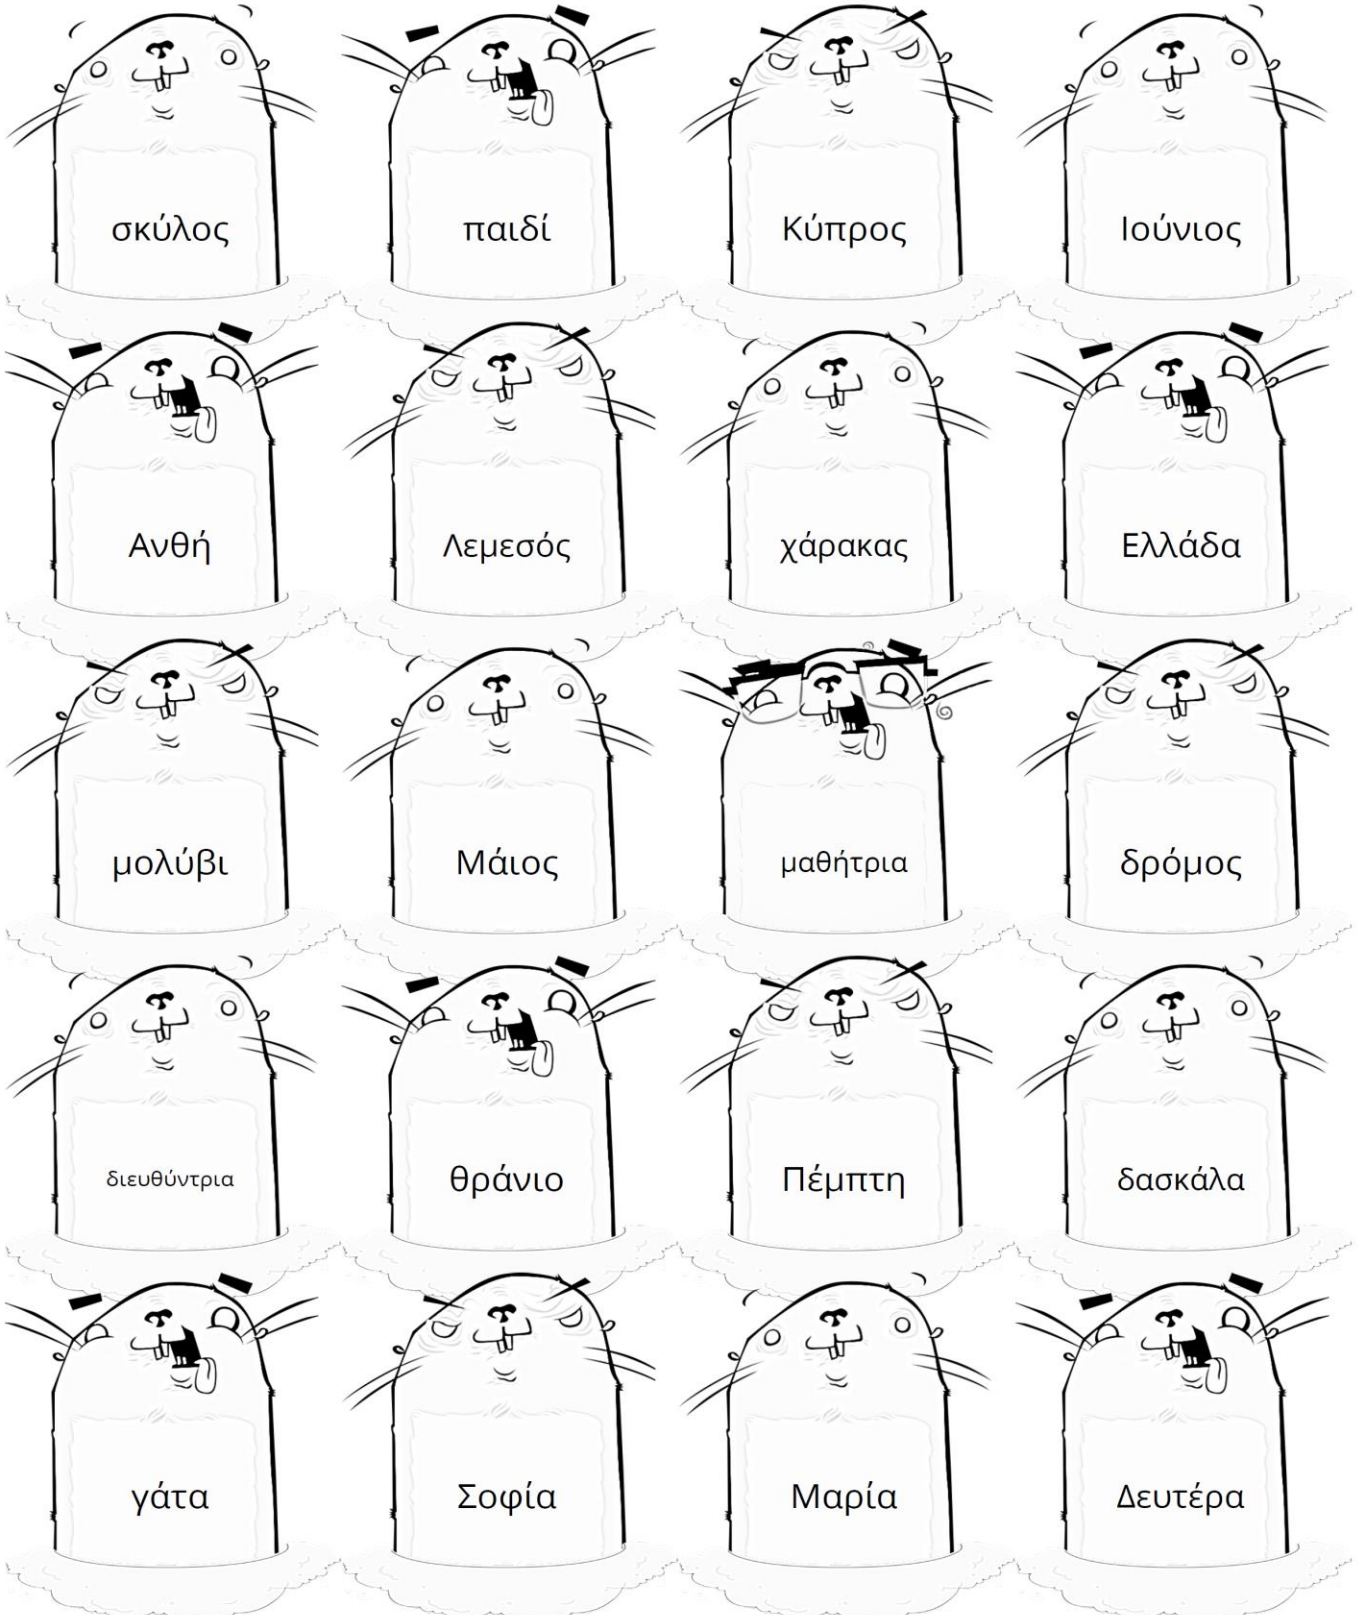 σκύλος
παιδί
Κύπρος
Ιούνιος
Ανθή
Λεμεσός
χάρακας
Ελλάδα
μολύβι
Μάιος
μαθήτρια
δρόμος
διευθύντρια
θράνιο
Πέμπτη
δασκάλα
γάτα
Σοφία
Μαρία
Δευτέρα